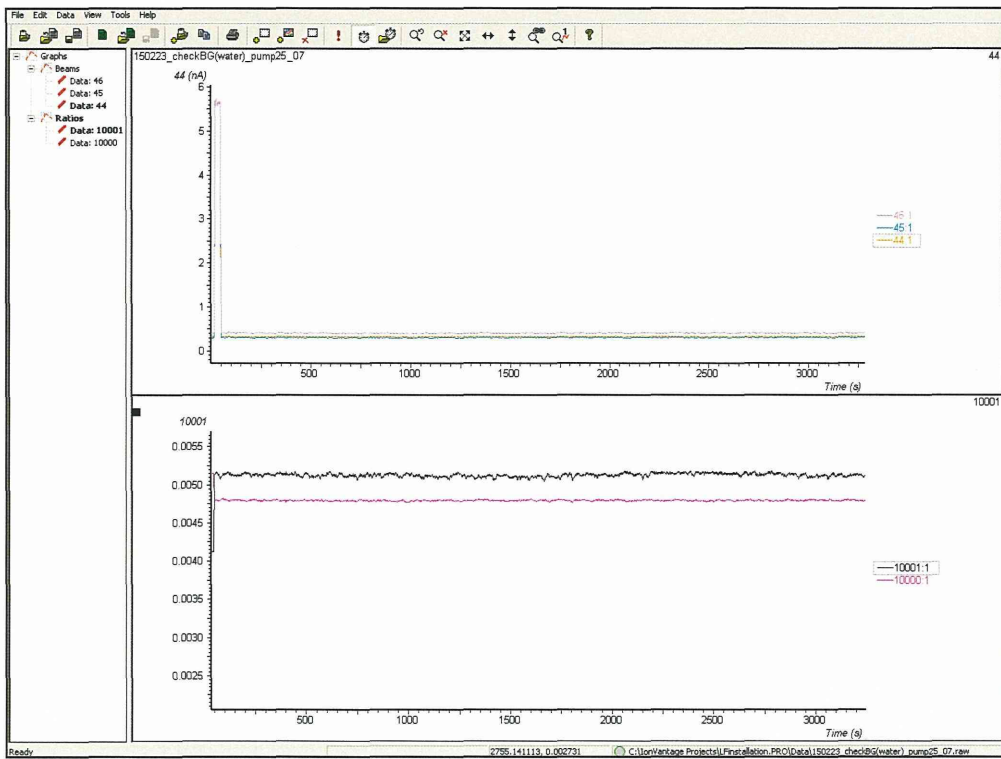 File Edit Data View Tools Help
Graphs
Beams
Data: 46
Data: 45
Data: 44
Ratios
Data: 10001
Data: 10000
150223_checkBG(water)_pump25_07
44
44 (nA)
6
5
4
3
2
1
0
500 1000 1500 2000 2500 3000
Time (s)
46:1
45:1
44:1
10001
10001
0.0055
0.0050
0.0045
0.0040
0.0035
0.0030
0.0025
500 1000 1500 2000 2500 3000
Time (s)
10001:1
10000:1
Ready
2755.141113, 0.002731
C:\IonVantage Projects\LFinstallation.PRO\Data\150223_checkBG(water)_pump25_07.raw